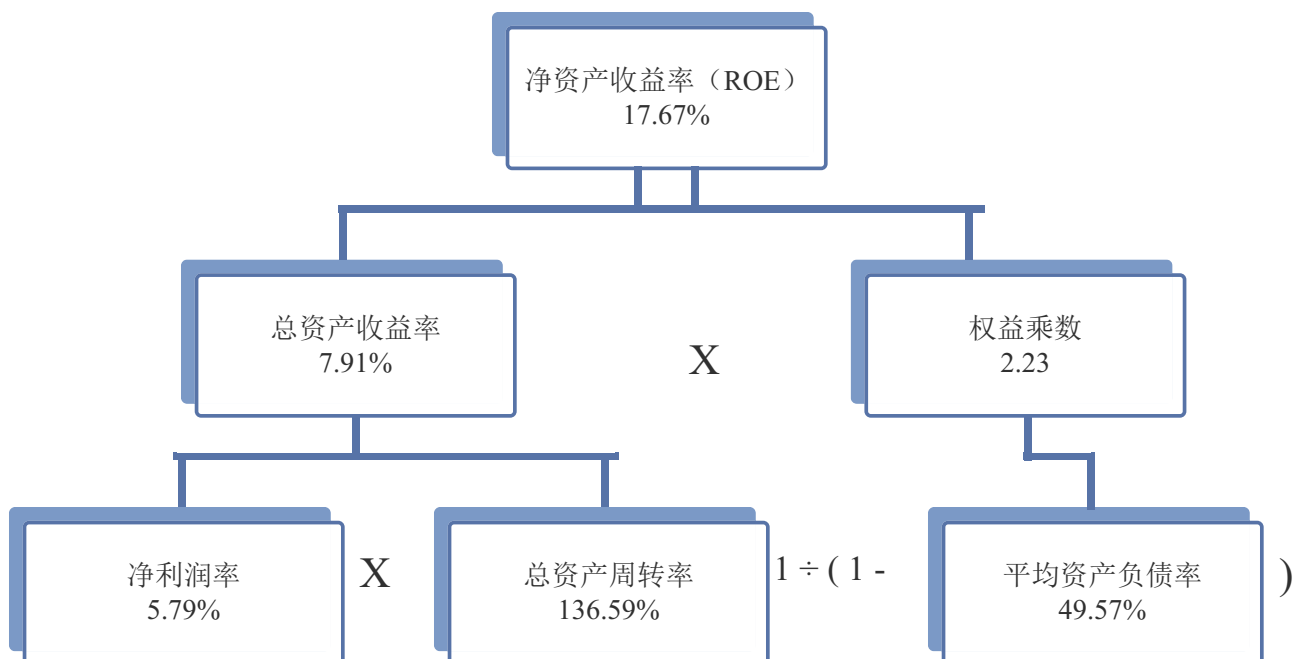 净资产收益率（ROE）
17.67%
总资产收益率
7.91%
X
权益乘数
2.23
净利润率
5.79%
X
总资产周转率
136.59%
1 ÷ ( 1 -
平均资产负债率
49.57%
)